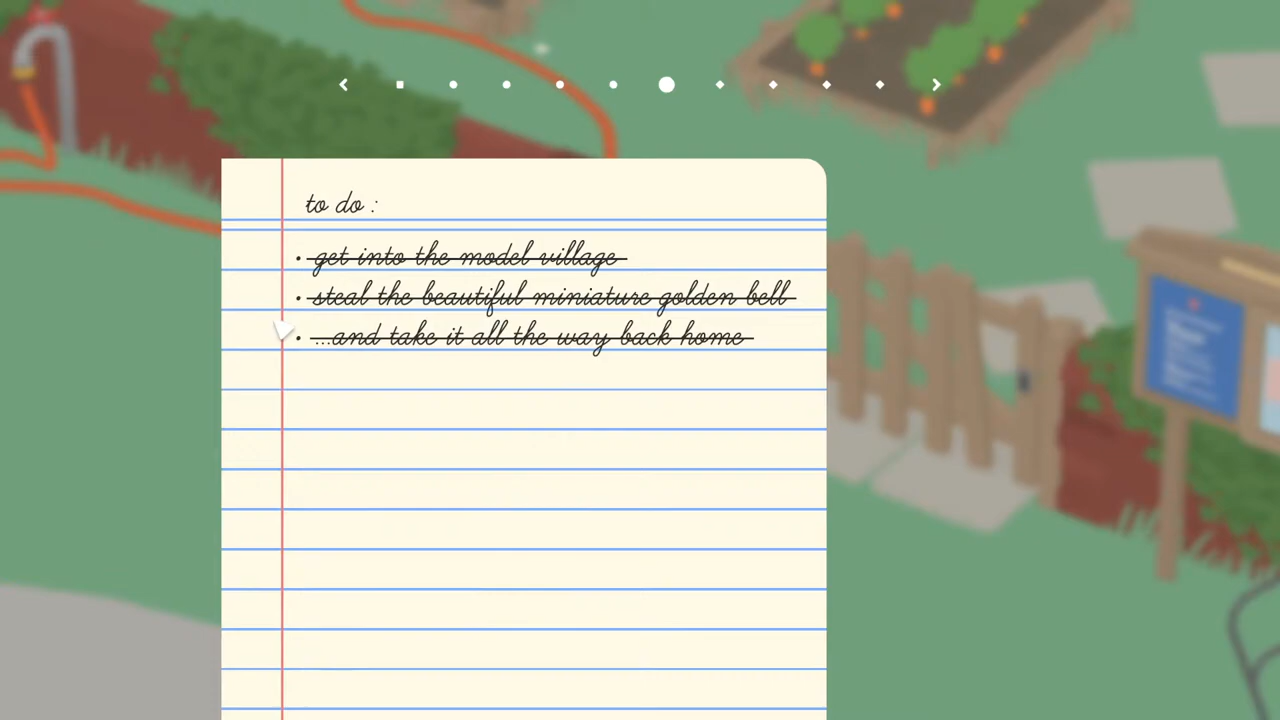 to do :
• get into the model village
• steal the beautiful miniature golden bell
• ...and take it all the way back home